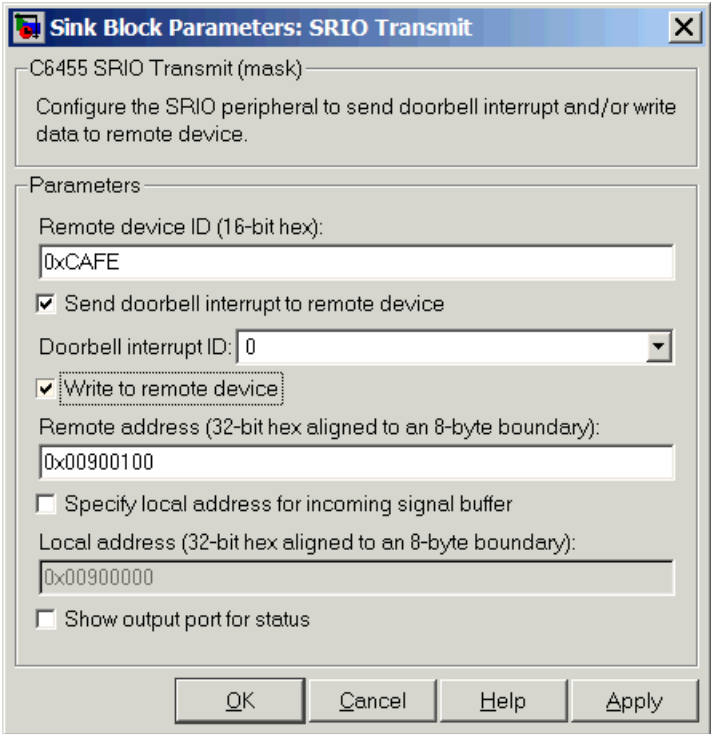 Sink Block Parameters: SRIO Transmit
C6455 SRIO Transmit (mask)
Configure the SRIO peripheral to send doorbell interrupt and/or write
data to remote device.
Parameters
Remote device ID (16-bit hex):
0xCAFE
Send doorbell interrupt to remote device
Doorbell interrupt ID: 0
Write to remote device
Remote address (32-bit hex aligned to an 8-byte boundary):
0x00900100
Specify local address for incoming signal buffer
Local address (32-bit hex aligned to an 8-byte boundary):
0x00900000
Show output port for status
OK Cancel Help Apply